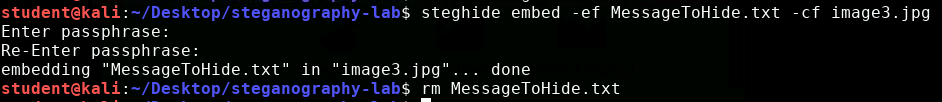 student@kali:~/Desktop/steganography-lab$ steghide embed -ef MessageToHide.txt -cf image3.jpg
Enter passphrase:
Re-Enter passphrase:
embedding "MessageToHide.txt" in "image3.jpg"... done
student@kali:~/Desktop/steganography-lab$ rm MessageToHide.txt